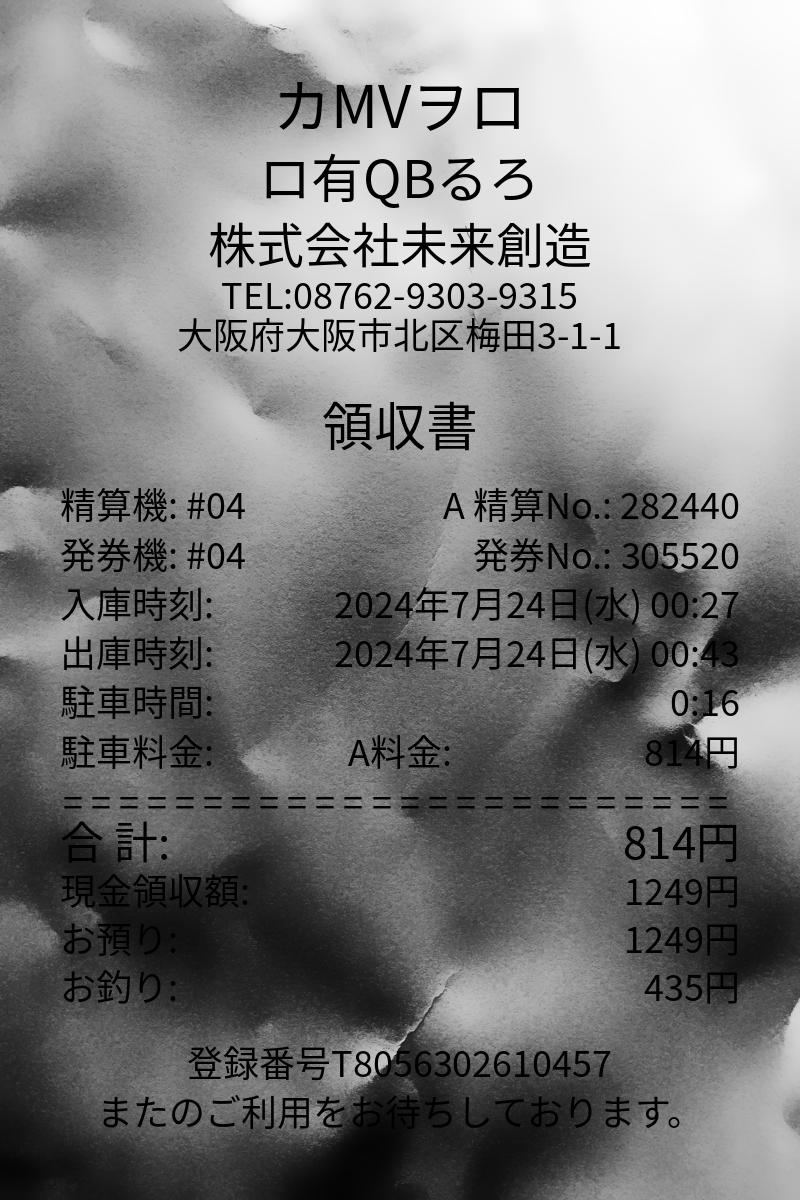 カMVヲロ
ロ有QBるろ
株式会社未来創造
TEL:08762-9303-9315
大阪府大阪市北区梅田3-1-1
領収書
精算機: #04 A 精算No.: 282440
発券機: #04 発券No.: 305520
入庫時刻: 2024年7月24日(水) 00:27
出庫時刻: 2024年7月24日(水) 00:43
駐車時間: 0:16
駐車料金: A料金: 814円
========================
合 計: 814円
現金領収額: 1249円
お預り: 1249円
お釣り: 435円
登録番号T8056302610457
またのご利用をお待ちしております。